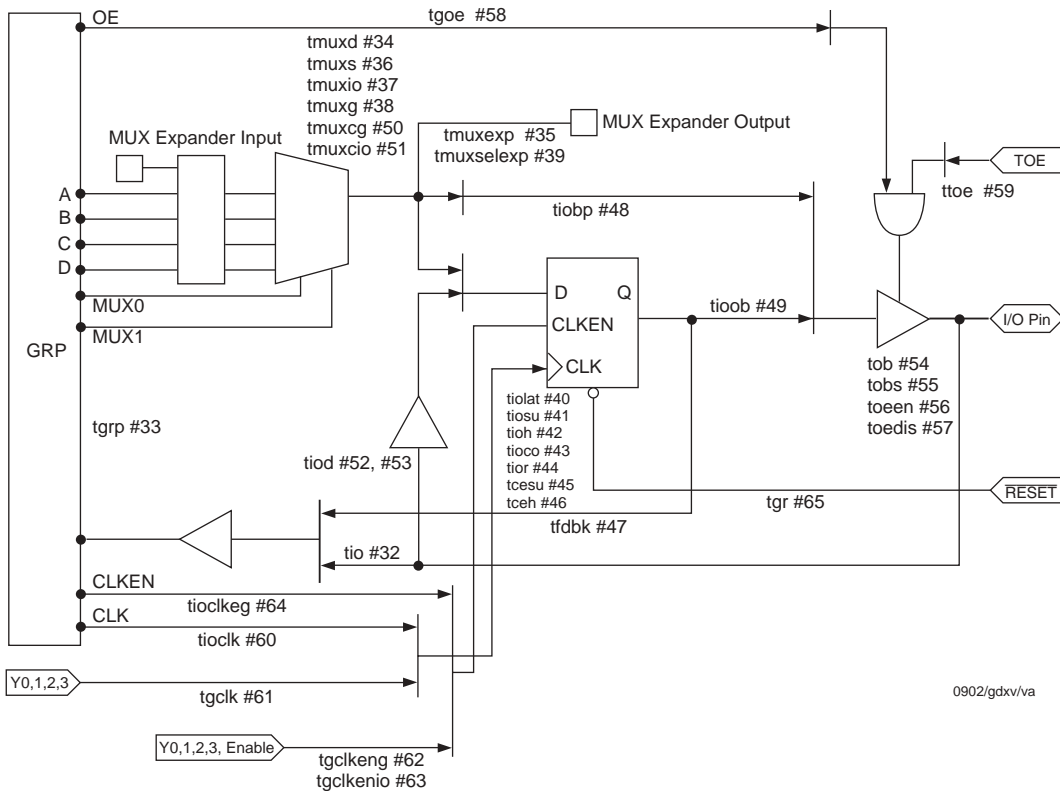 OE
tgoe #58
tmuxd #34
tmuxs #36
tmuxio #37
tmuxg #38
tmuxcg #50
tmuxcio #51
MUX Expander Input
tmuxexp #35
tmuxselexp #39
MUX Expander Output
TOE
ttoe #59
A
B
C
D
tiobp #48
MUX0
MUX1
GRP
D Q
CLKEN
CLK
tioob #49
I/O Pin
tob #54
tobs #55
toeen #56
toedis #57
tgrp #33
tiod #52, #53
tiolat #40
tiosu #41
tioh #42
tioco #43
tior #44
tcesu #45
tceh #46
tgr #65
RESET
tfdbk #47
tio #32
CLKEN
tioclkeg #64
CLK
tioclk #60
Y0,1,2,3
tgclk #61
0902/gdxv/va
Y0,1,2,3, Enable
tgclkeng #62
tgclkenio #63